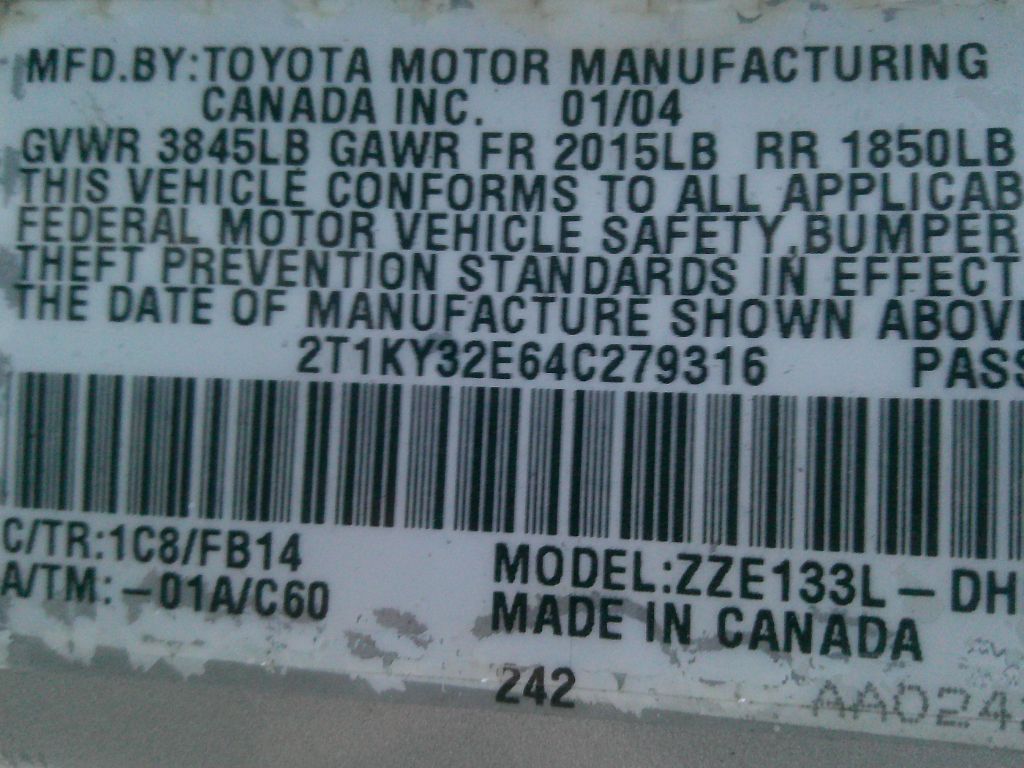 MFD.BY:TOYOTA MOTOR MANUFACTURING
CANADA INC. 01/04
GVWR 3845LB GAWR FR 2015LB RR 1850LB
THIS VEHICLE CONFORMS TO ALL APPLICAB
FEDERAL MOTOR VEHICLE SAFETY,BUMPER
THEFT PREVENTION STANDARDS IN EFFECT
THE DATE OF MANUFACTURE SHOWN ABOVE
2T1KY32E64C279316 PASS
C/TR:1C8/FB14
A/TM:-01A/C60
MODEL:ZZE133L-DH
MADE IN CANADA
242
AA024